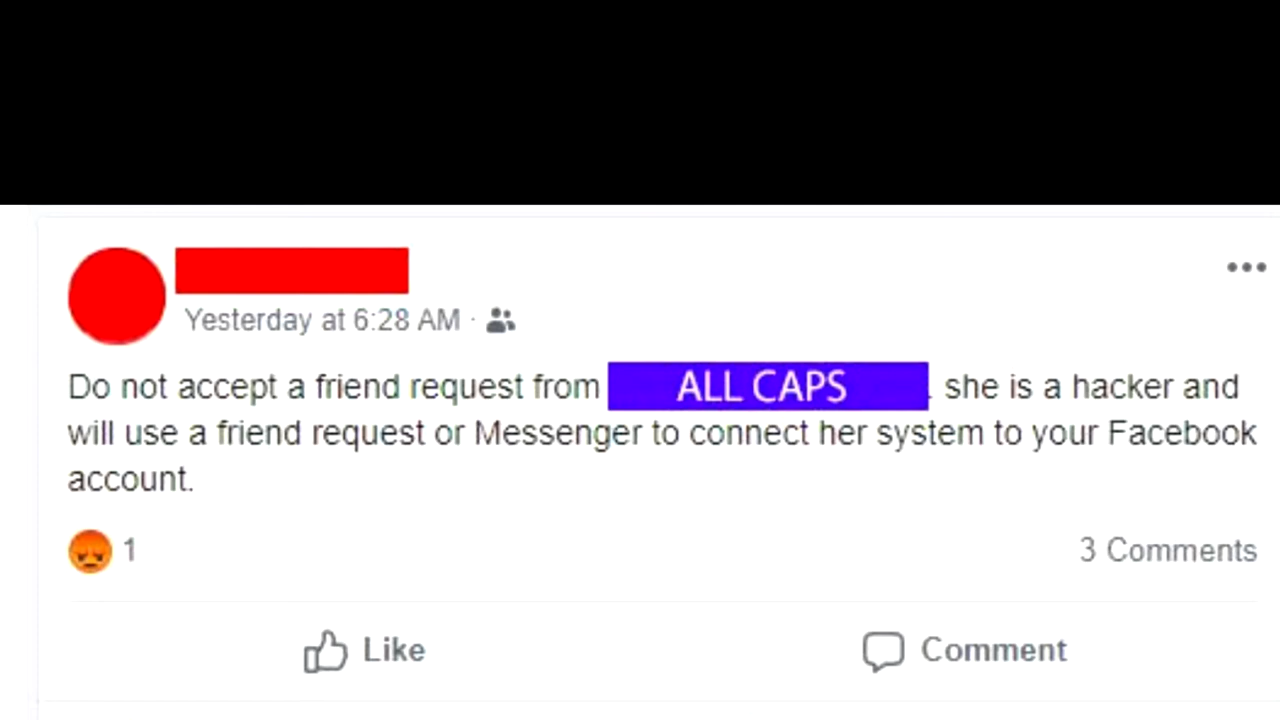 Yesterday at 6:28 AM ·
Do not accept a friend request from ALL CAPS she is a hacker and
will use a friend request or Messenger to connect her system to your Facebook
account.
1 3 Comments
Like Comment